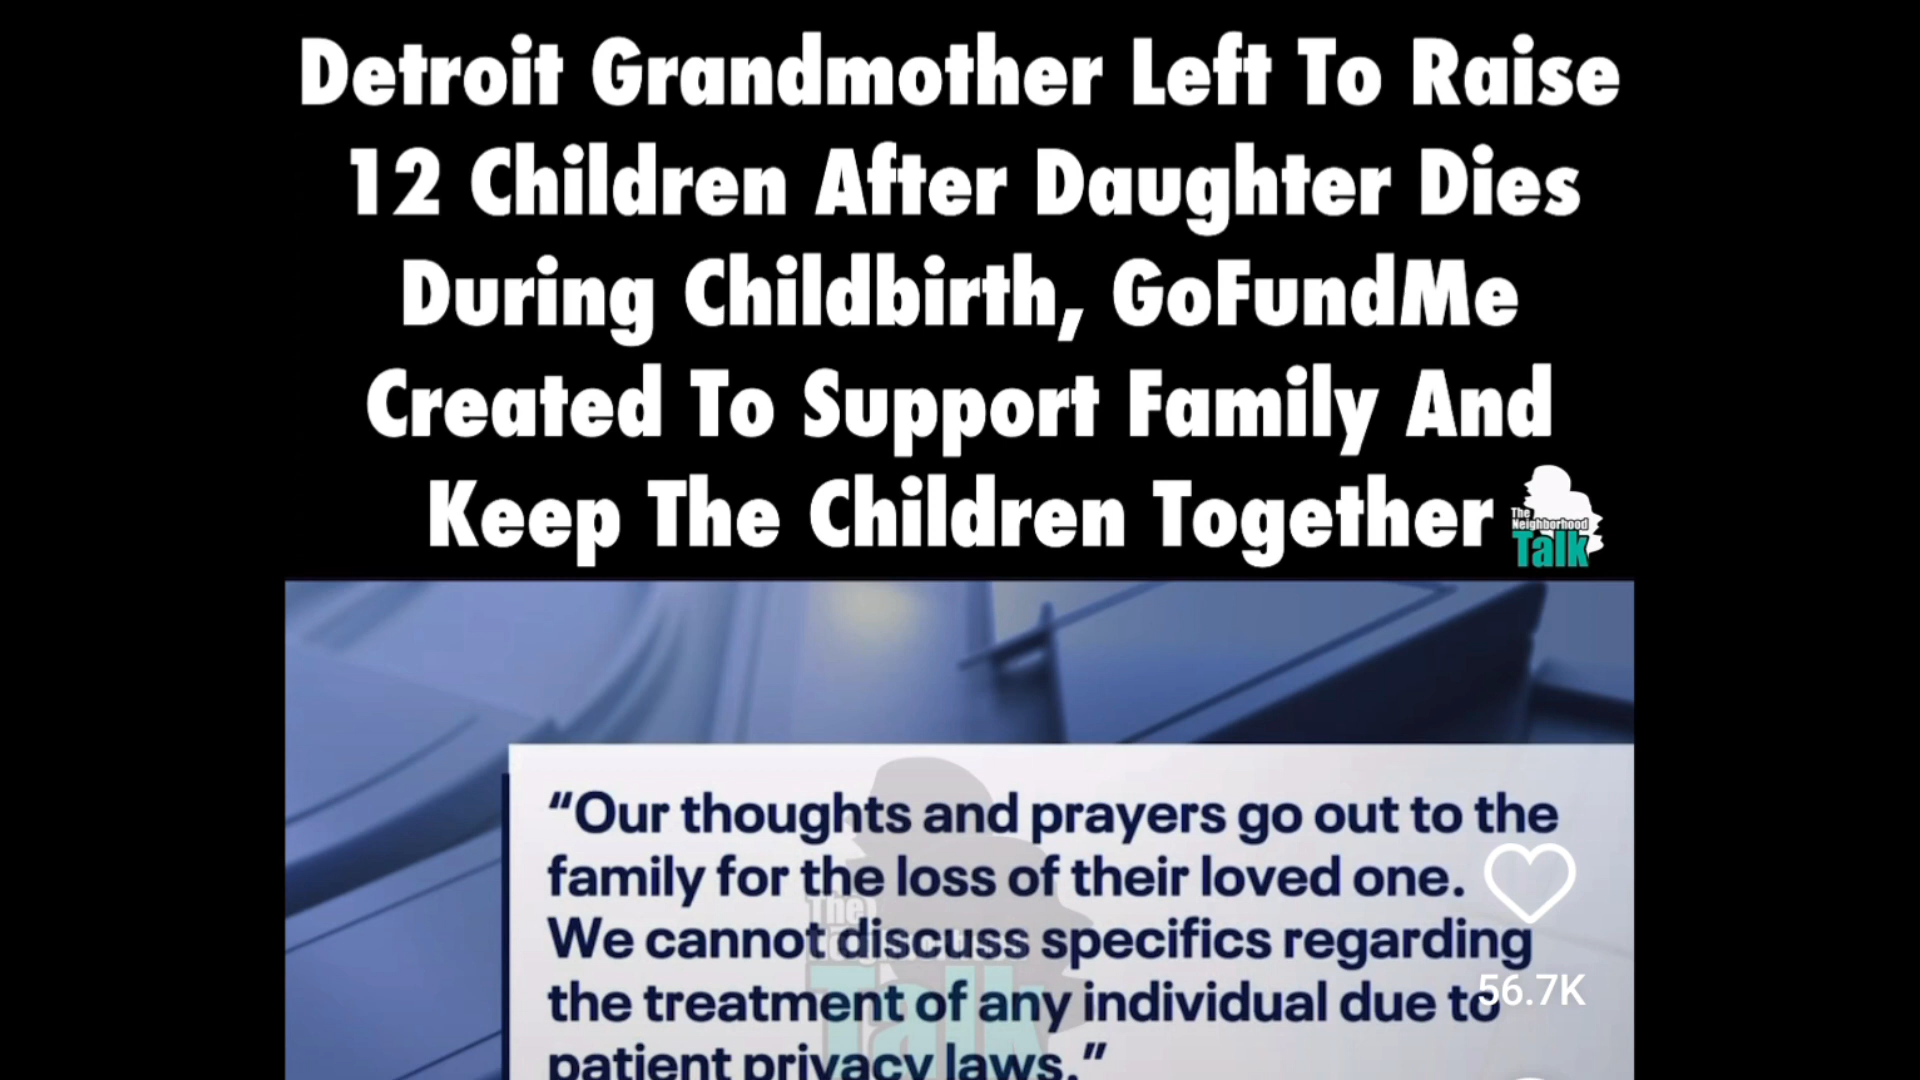 Detroit Grandmother Left To Raise
12 Children After Daughter Dies
During Childbirth, GoFundMe
Created To Support Family And
Keep The Children Together
The
Neighborhood
Talk
“Our thoughts and prayers go out to the
family for the loss of their loved one.
We cannot discuss specifics regarding
the treatment of any individual due to
patient privacy laws.”
The
Talk
56.7K